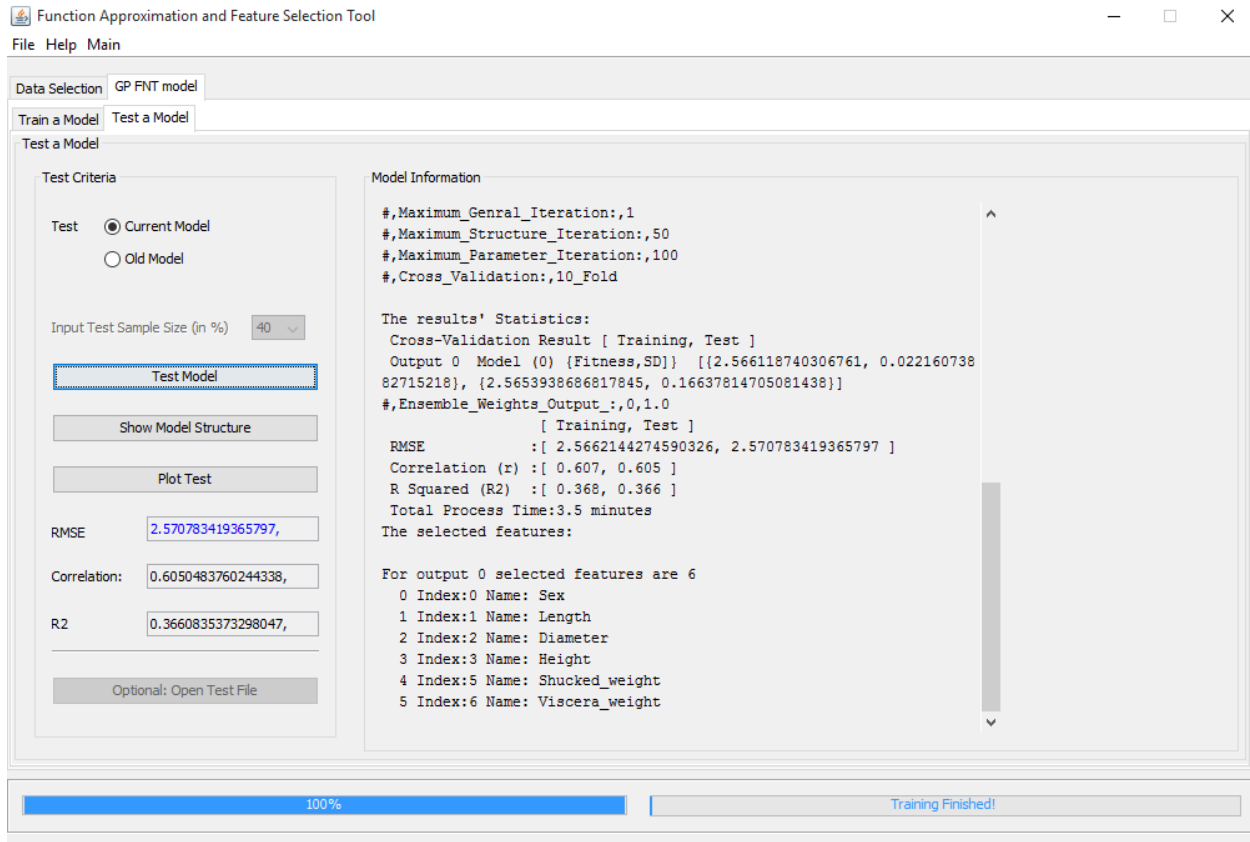 Function Approximation and Feature Selection Tool
File Help Main
Data Selection GP FNT model
Train a Model Test a Model
Test a Model
Test Criteria
Test Current Model
Old Model
Input Test Sample Size (in %) 40
Test Model
Show Model Structure
Plot Test
RMSE 2.570783419365797,
Correlation: 0.6050483760244338,
R2 0.3660835373298047,
Optional: Open Test File
Model Information
#,Maximum_Genral_Iteration:,1
#,Maximum_Structure_Iteration:,50
#,Maximum_Parameter_Iteration:,100
#,Cross_Validation:,10_Fold
The results' Statistics:
Cross-Validation Result [ Training, Test ]
Output 0 Model (0) {Fitness,SD]} [{2.566118740306761, 0.022160738
82715218}, {2.5653938686817845, 0.16637814705081438}]
#,Ensemble_Weights_Output_:,0,1.0
[ Training, Test ]
RMSE :[ 2.5662144274590326, 2.570783419365797 ]
Correlation (r) :[ 0.607, 0.605 ]
R Squared (R2) :[ 0.368, 0.366 ]
Total Process Time:3.5 minutes
The selected features:
For output 0 selected features are 6
0 Index:0 Name: Sex
1 Index:1 Name: Length
2 Index:2 Name: Diameter
3 Index:3 Name: Height
4 Index:5 Name: Shucked_weight
5 Index:6 Name: Viscera_weight
100%
Training Finished!